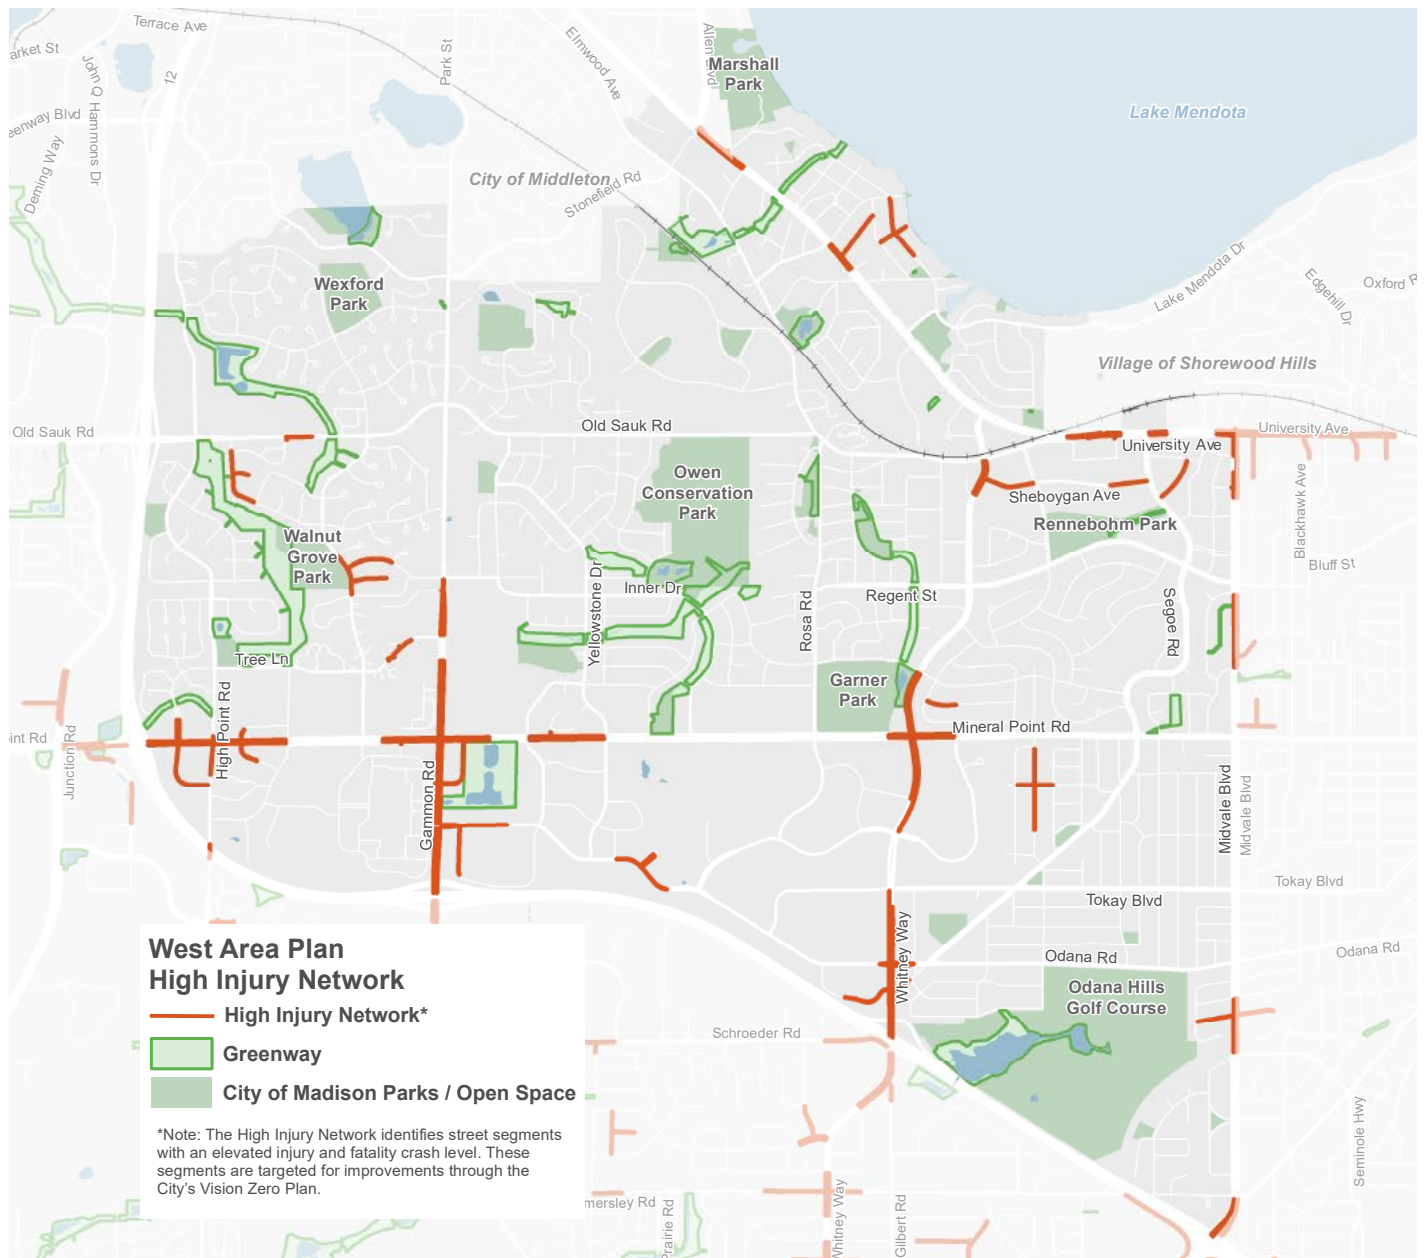 Terrace Ave
arket St
John Q Hammons Dr
12
Park St
Elmwood Ave
Allen Blvd
Marshall
Park
Lake Mendota
eenway Blvd
Deming Way
City of Middleton
Stonefield Rd
Wexford
Park
Lake Mendota Dr
Edgehill Dr
Oxford R
Village of Shorewood Hills
Old Sauk Rd
Old Sauk Rd
University Ave
University Ave
Owen
Conservation
Park
Sheboygan Ave
Rennebohm Park
Blackhawk Ave
Bluff St
Walnut
Grove
Park
Inner Dr
Yellowstone Dr
Rosa Rd
Regent St
Segoe Rd
Tree Ln
Garner
Park
High Point Rd
Mineral Point Rd
int Rd
Junction Rd
Gammon Rd
Midvale Blvd
Midvale Blvd
Tokay Blvd
Tokay Blvd
Whitney Way
Odana Rd
Odana Rd
Odana Hills
Golf Course
Schroeder Rd
West Area Plan
High Injury Network
High Injury Network*
Greenway
City of Madison Parks / Open Space
*Note: The High Injury Network identifies street segments
with an elevated injury and fatality crash level. These
segments are targeted for improvements through the
City's Vision Zero Plan.
Seminole Hwy
mersley Rd
Prairie Rd
Whitney Way
Gilbert Rd